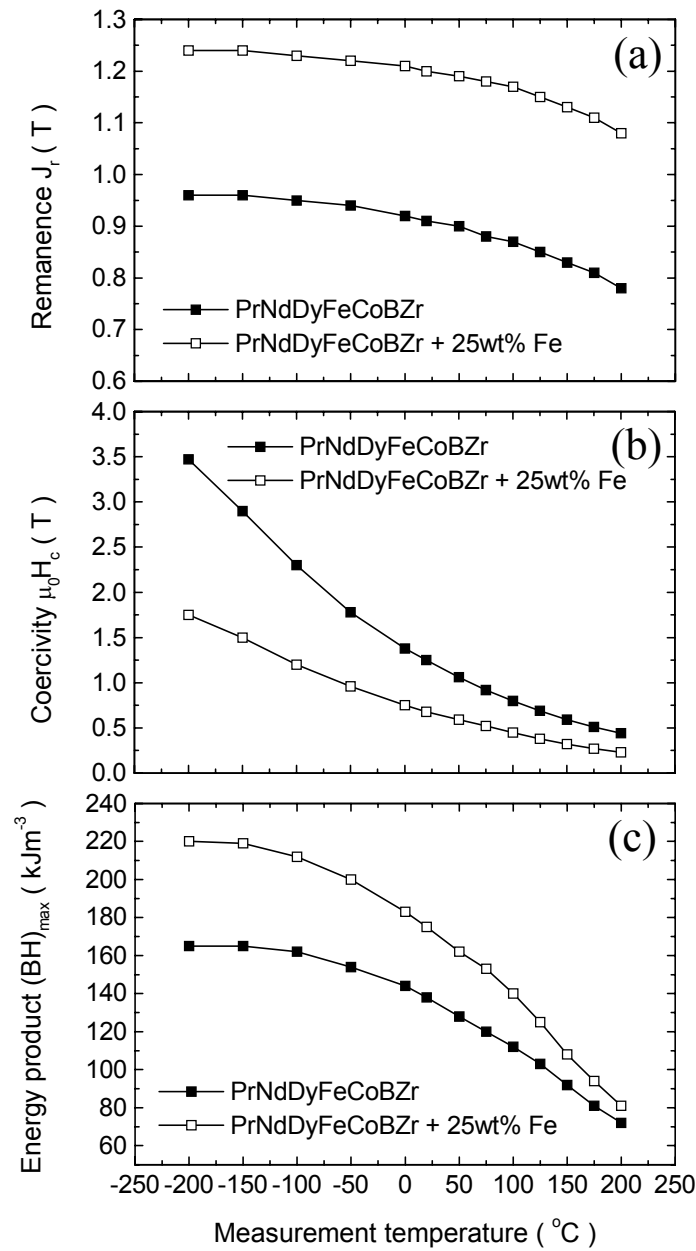 (a)
1.3
1.2
1.1
1.0
0.9
0.8
0.7
0.6
Remanence Jr ( T )
PrNdDyFeCoBZr
PrNdDyFeCoBZr + 25wt% Fe
(b)
4.0
3.5
3.0
2.5
2.0
1.5
1.0
0.5
0.0
Coercivity μ0Hc ( T )
PrNdDyFeCoBZr
PrNdDyFeCoBZr + 25wt% Fe
(c)
240
220
200
180
160
140
120
100
80
60
Energy product (BH)max ( kJm-3 )
PrNdDyFeCoBZr
PrNdDyFeCoBZr + 25wt% Fe
-250 -200 -150 -100 -50 0 50 100 150 200 250
Measurement temperature ( °C )